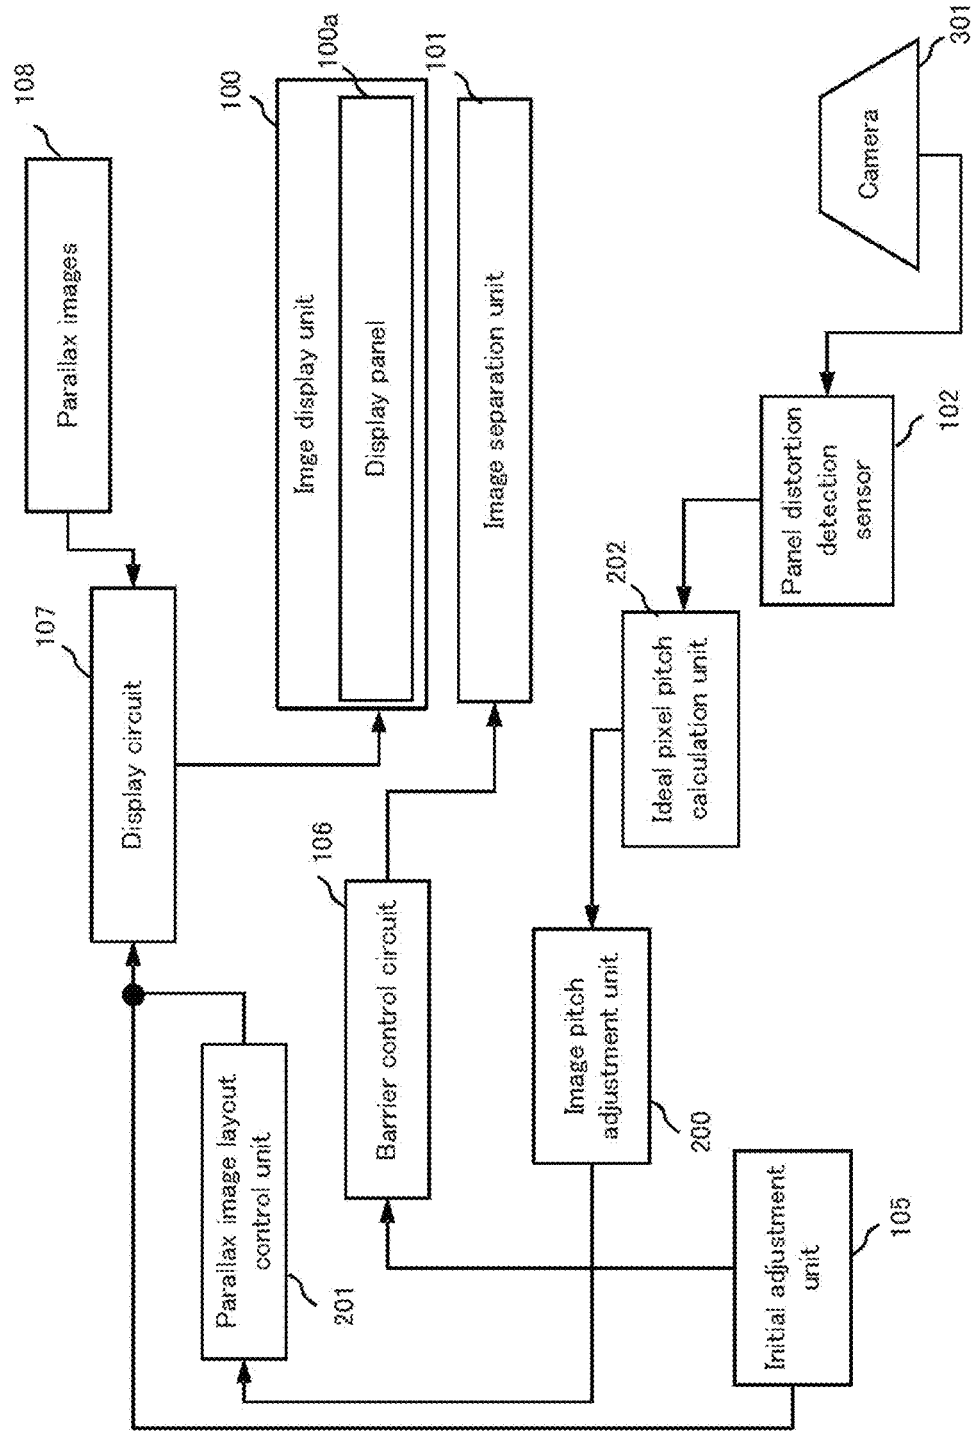 108
Parallax images
107
Display circuit
Parallax image layout
control unit
201
100
Imge display unit
100a
Display panel
106
Barrier control circuit
101
Image separation unit
Image pitch
adjustment unit
200
202
Ideal pixel pitch
calculation unit
Initial adjustment
unit
105
Panel distortion
detection
sensor
102
Camera
301